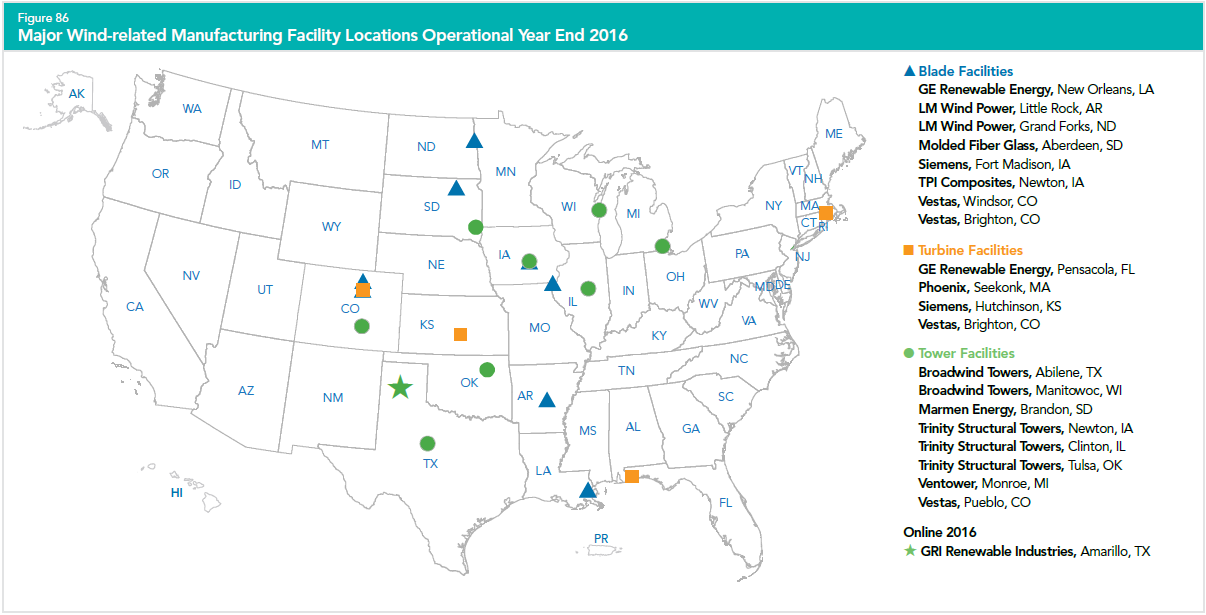 Figure 86
Major Wind-related Manufacturing Facility Locations Operational Year End 2016
AK
WA
MT
ND
MN
ME
OR
ID
SD
WI
MI
VT
NH
NY
MA
CT
RI
WY
IA
NE
PA
NJ
NV
UT
CO
IL
IN
OH
MD
DE
WV
VA
CA
KS
MO
KY
NC
TN
AZ
NM
OK
AR
SC
MS
AL
GA
TX
LA
FL
HI
PR
Blade Facilities
GE Renewable Energy, New Orleans, LA
LM Wind Power, Little Rock, AR
LM Wind Power, Grand Forks, ND
Molded Fiber Glass, Aberdeen, SD
Siemens, Fort Madison, IA
TPI Composites, Newton, IA
Vestas, Windsor, CO
Vestas, Brighton, CO
Turbine Facilities
GE Renewable Energy, Pensacola, FL
Phoenix, Seekonk, MA
Siemens, Hutchinson, KS
Vestas, Brighton, CO
Tower Facilities
Broadwind Towers, Abilene, TX
Broadwind Towers, Manitowoc, WI
Marmen Energy, Brandon, SD
Trinity Structural Towers, Newton, IA
Trinity Structural Towers, Clinton, IL
Trinity Structural Towers, Tulsa, OK
Ventower, Monroe, MI
Vestas, Pueblo, CO
Online 2016
GRI Renewable Industries, Amarillo, TX